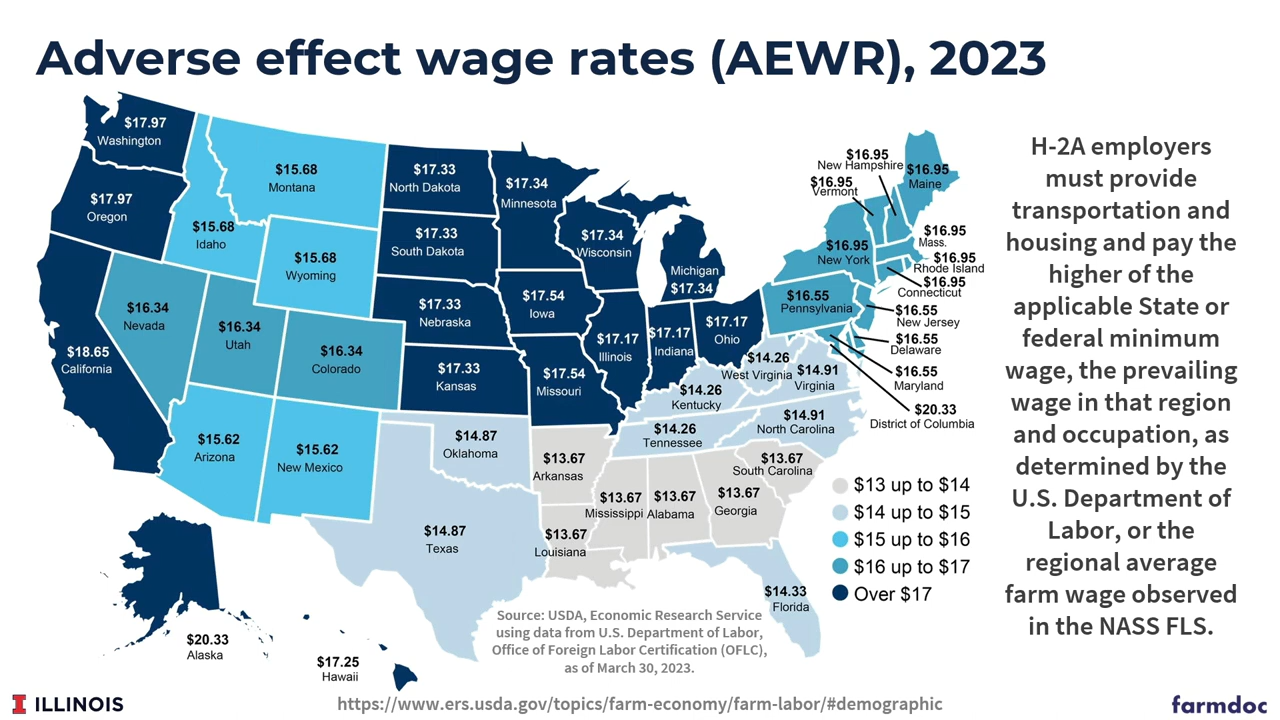 Adverse effect wage rates (AEWR), 2023
$17.97
Washington
$17.97
Oregon
$18.65
California
$15.68
Montana
$15.68
Idaho
$15.68
Wyoming
$16.34
Nevada
$16.34
Utah
$16.34
Colorado
$15.62
Arizona
$15.62
New Mexico
$17.33
North Dakota
$17.33
South Dakota
$17.33
Nebraska
$17.33
Kansas
$14.87
Oklahoma
$14.87
Texas
$17.34
Minnesota
$17.34
Wisconsin
Michigan
$17.34
$17.54
Iowa
$17.54
Missouri
$17.17
Illinois
$17.17
Indiana
$17.17
Ohio
$14.26
West Virginia
$14.91
Virginia
$14.26
Kentucky
$14.26
Tennessee
$14.91
North Carolina
$13.67
South Carolina
$13.67
Arkansas
$13.67
Mississippi
$13.67
Alabama
$13.67
Georgia
$13.67
Louisiana
$14.33
Florida
$16.95
New Hampshire
$16.95
Vermont
$16.95
Maine
$16.95
New York
$16.95
Mass.
$16.95
Rhode Island
$16.95
Connecticut
$16.55
Pennsylvania
$16.55
New Jersey
$16.55
Delaware
$16.55
Maryland
$20.33
District of Columbia
$20.33
Alaska
$17.25
Hawaii
$13 up to $14
$14 up to $15
$15 up to $16
$16 up to $17
Over $17
Source: USDA, Economic Research Service
using data from U.S. Department of Labor,
Office of Foreign Labor Certification (OFLC),
as of March 30, 2023.
H-2A employers
must provide
transportation and
housing and pay the
higher of the
applicable State or
federal minimum
wage, the prevailing
wage in that region
and occupation, as
determined by the
U.S. Department of
Labor, or the
regional average
farm wage observed
in the NASS FLS.
I ILLINOIS
https://www.ers.usda.gov/topics/farm-economy/farm-labor/#demographic
farmdoc